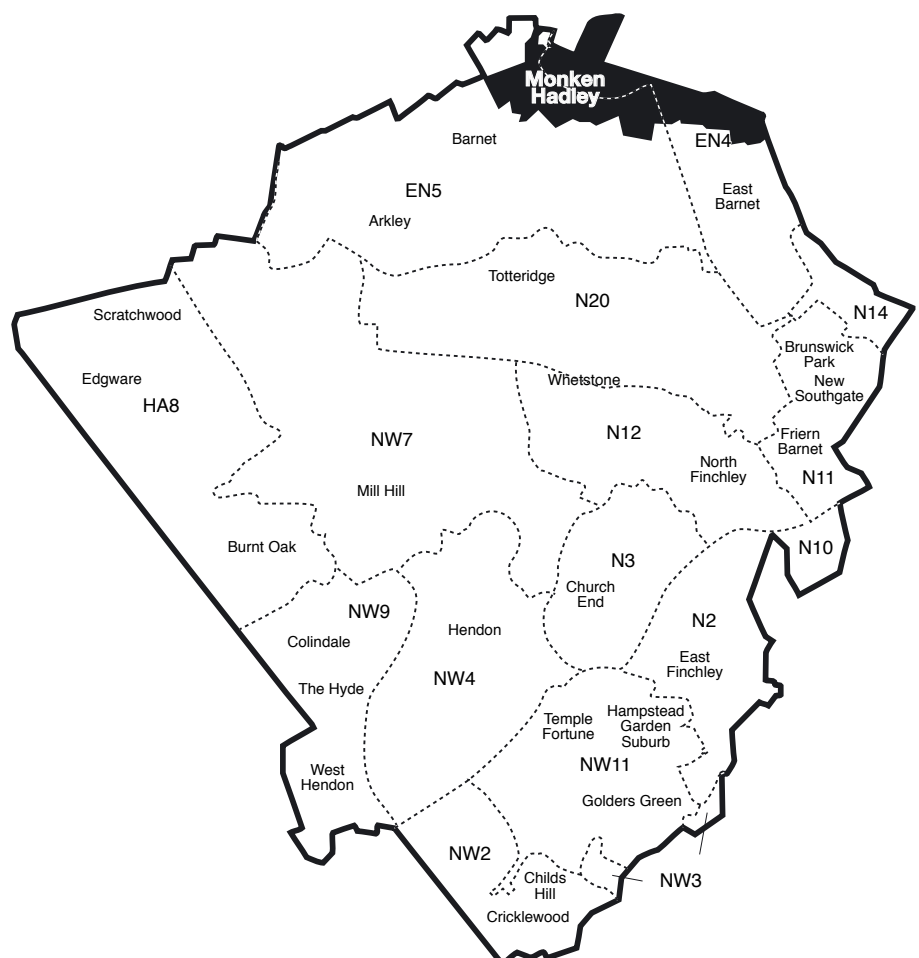 Monken
Hadley
Barnet
EN4
EN5
East
Barnet
Arkley
Totteridge
N20
Scratchwood
N14
Brunswick
Park
Edgware
Whetstone
New
Southgate
HA8
NW7
N12
Friern
Barnet
North
Finchley
N11
Mill Hill
Burnt Oak
N10
N3
Church
End
NW9
N2
Colindale
Hendon
East
Finchley
NW4
The Hyde
Temple
Fortune
Hampstead
Garden
Suburb
NW11
West
Hendon
Golders Green
NW2
Childs
Hill
NW3
Cricklewood